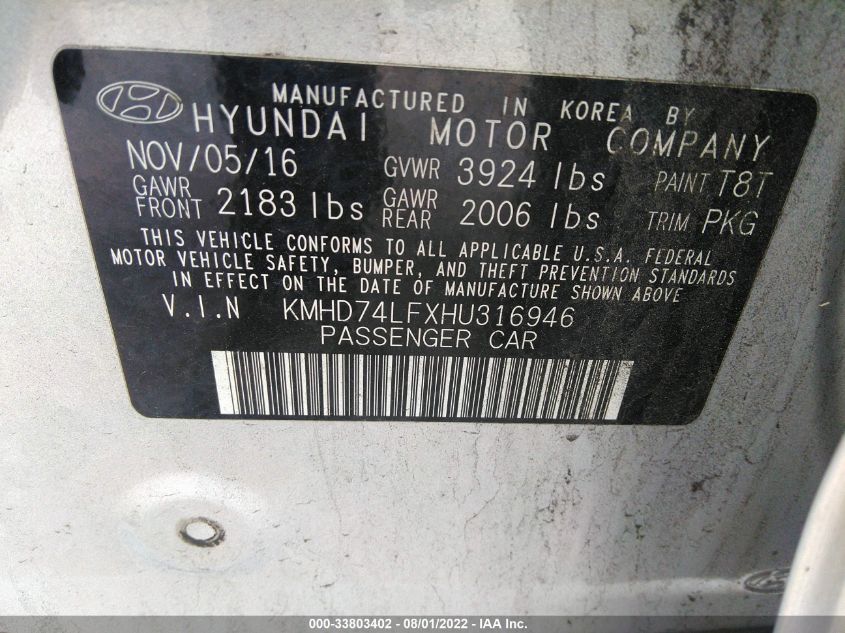 MANUFACTURED IN KOREA BY
HYUNDAI MOTOR COMPANY
NOV/05/16 GVWR 3924 lbs PAINT T8T
GAWR FRONT 2183 lbs GAWR REAR 2006 lbs TRIM PKG
THIS VEHICLE CONFORMS TO ALL APPLICABLE U.S.A. FEDERAL
MOTOR VEHICLE SAFETY, BUMPER, AND THEFT PREVENTION STANDARDS
IN EFFECT ON THE DATE OF MANUFACTURE SHOWN ABOVE
V.I.N KMHD74LFXHU316946
PASSENGER CAR
000-33803402 - 08/01/2022 - IAA Inc.